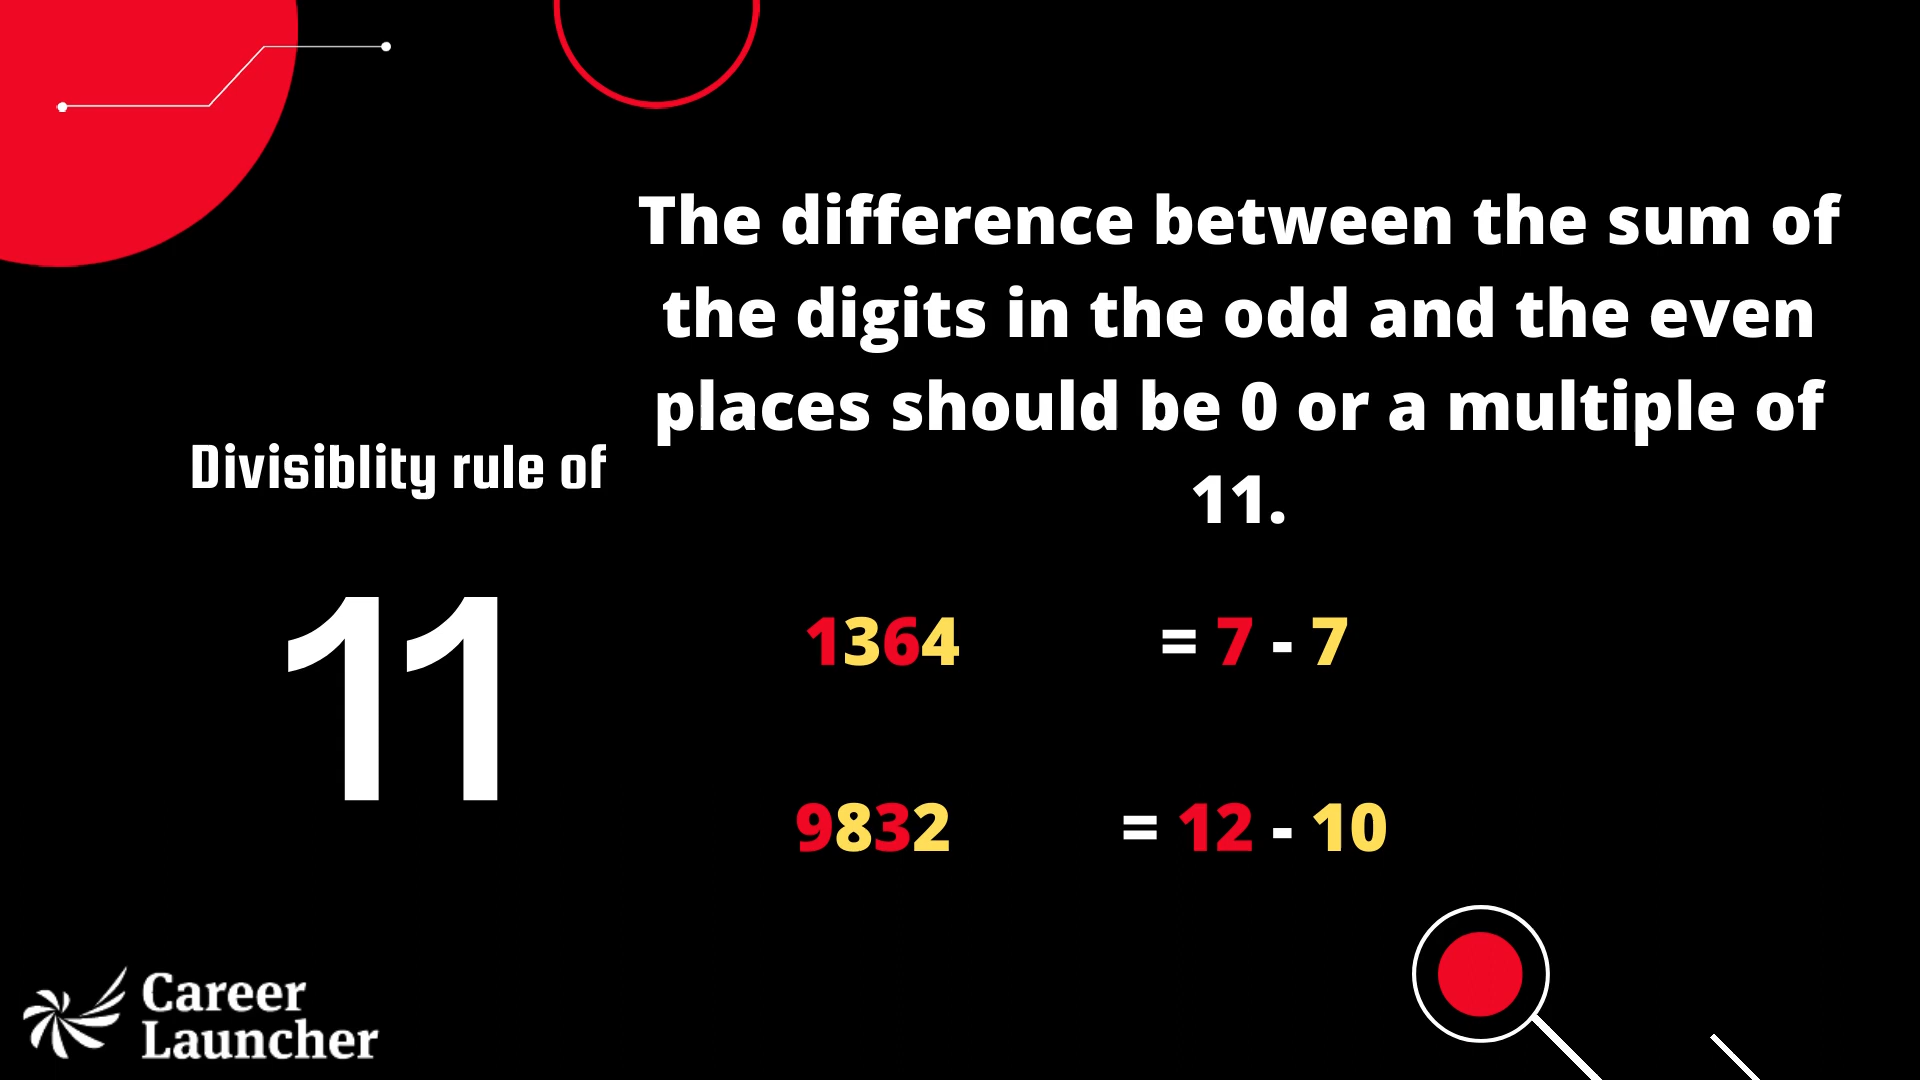 The difference between the sum of
the digits in the odd and the even
places should be 0 or a multiple of
11.
Divisiblity rule of
11
1364 = 7 - 7
9832 = 12 - 10
Career
Launcher